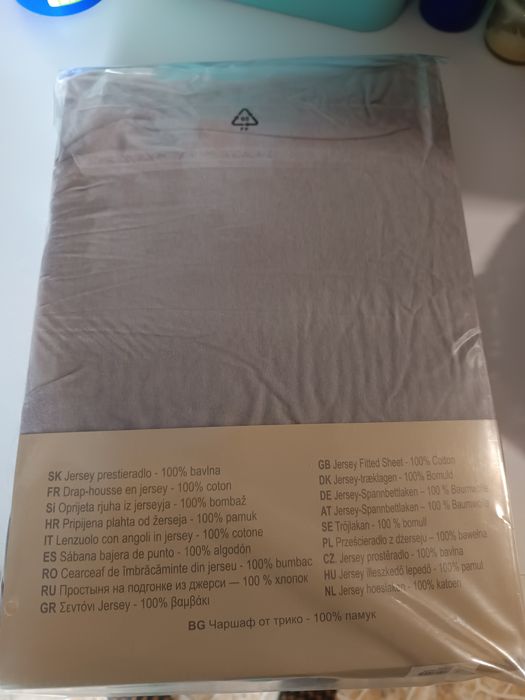 05
PP
SK Jersey prestieradlo - 100% bavlna
FR Drap-housse en jersey - 100% coton
Si Oprijeta rjuha iz jerseyja - 100% bombaž
HR Pripijena plahta od žerseja - 100% pamuk
IT Lenzuolo con angoli in jersey - 100% cotone
ES Sábana bajera de punto - 100% algodón
RO Cearceaf de îmbrăcăminte din jerseu - 100% bumbac
RU Простыня на подгонке из джерси — 100 % хлопок
GR Σεντόνι Jersey - 100% βαμβάκι
GB Jersey Fitted Sheet - 100% Cotton
DK Jersey-træklagen - 100% Bomuld
DE Jersey-Spannbettlaken – 100 % Baumwolle
AT Jersey-Spannbettlaken – 100 % Baumwolle
SE Tröjlakan - 100 % bomull
PL Prześcieradło z dżerseju – 100% bawełna
CZ. Jersey prostěradlo - 100% bavlna
HU Jersey illeszkedő lepedő - 100% pamut
NL Jersey hoeslaken - 100% katoen
BG Чаршаф от трико - 100% памук